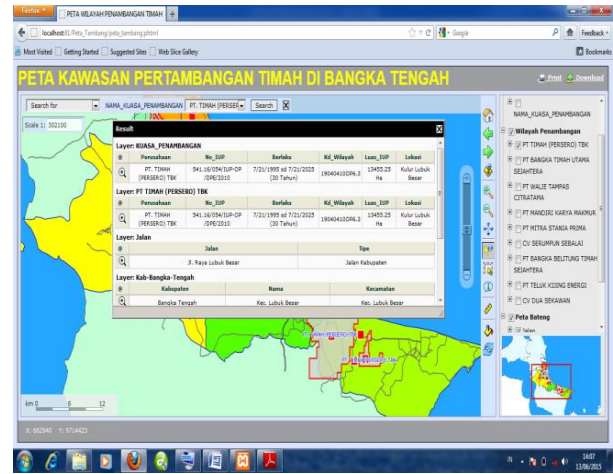 Firefox
PETA WILAYAH PENAMBANGAN TIMAH
localhost:81/Peta_Tambang/peta_tambang.phtml
Google
Feedback
Most Visited Getting Started Suggested Sites Web Slice Gallery
Bookmarks
PETA KAWASAN PERTAMBANGAN TIMAH DI BANGKA TENGAH
Print Download
Search for NAMA_KUASA_PENAMBANGAN PT. TIMAH (PERSER Search
Scale 1: 302100
Result
Layer: KUASA_PENAMBANGAN
@ Perusahaan No_IUP Berlaku Kd_Wilayah Luas_IUP Lokasi
PT. TIMAH (PERSERO) TBK 541.16/054/IUP-OP /DPE/2010 7/21/1995 sd 7/21/2025 (30 Tahun) 19040410OP6.3 13455.25 Ha Kulur Lubuk Besar
Layer: PT TIMAH (PERSERO) TBK
@ Perusahaan No_IUP Berlaku Kd_Wilayah Luas_IUP Lokasi
PT. TIMAH (PERSERO) TBK 541.16/054/IUP-OP /DPE/2010 7/21/1995 sd 7/21/2025 (30 Tahun) 19040410OP6.3 13455.25 Ha Kulur Lubuk Besar
Layer: Jalan
@ Jalan Tipe
Jl. Raya Lubuk Besar Jalan Kabupaten
Layer: Kab-Bangka-Tengah
@ Kabupaten Nama Kecamatan
Bangka Tengah Kec. Lubuk Besar Kec. Lubuk Besar
NAMA_KUASA_PENAMBANGAN
Wilayah Penambangan
PT TIMAH (PERSERO) TBK
PT BANGKA TIMAH UTAMA
SEJAHTERA
PT WALIE TAMPAS
CITRATAMA
PT MANDIRI KARYA MAKMUR
PT MITRA STANIA PRIMA
CV SERUMPUN SEBALAI
PT BANGKA BELITUNG TIMAH
SEJAHTERA
PT TELUK KIJING ENERGI
CV DUA SEKAWAN
Peta Bateng
Jalan
km 0 6 12
X: 662940 Y: 9714423
IN
14:07
13/06/2015